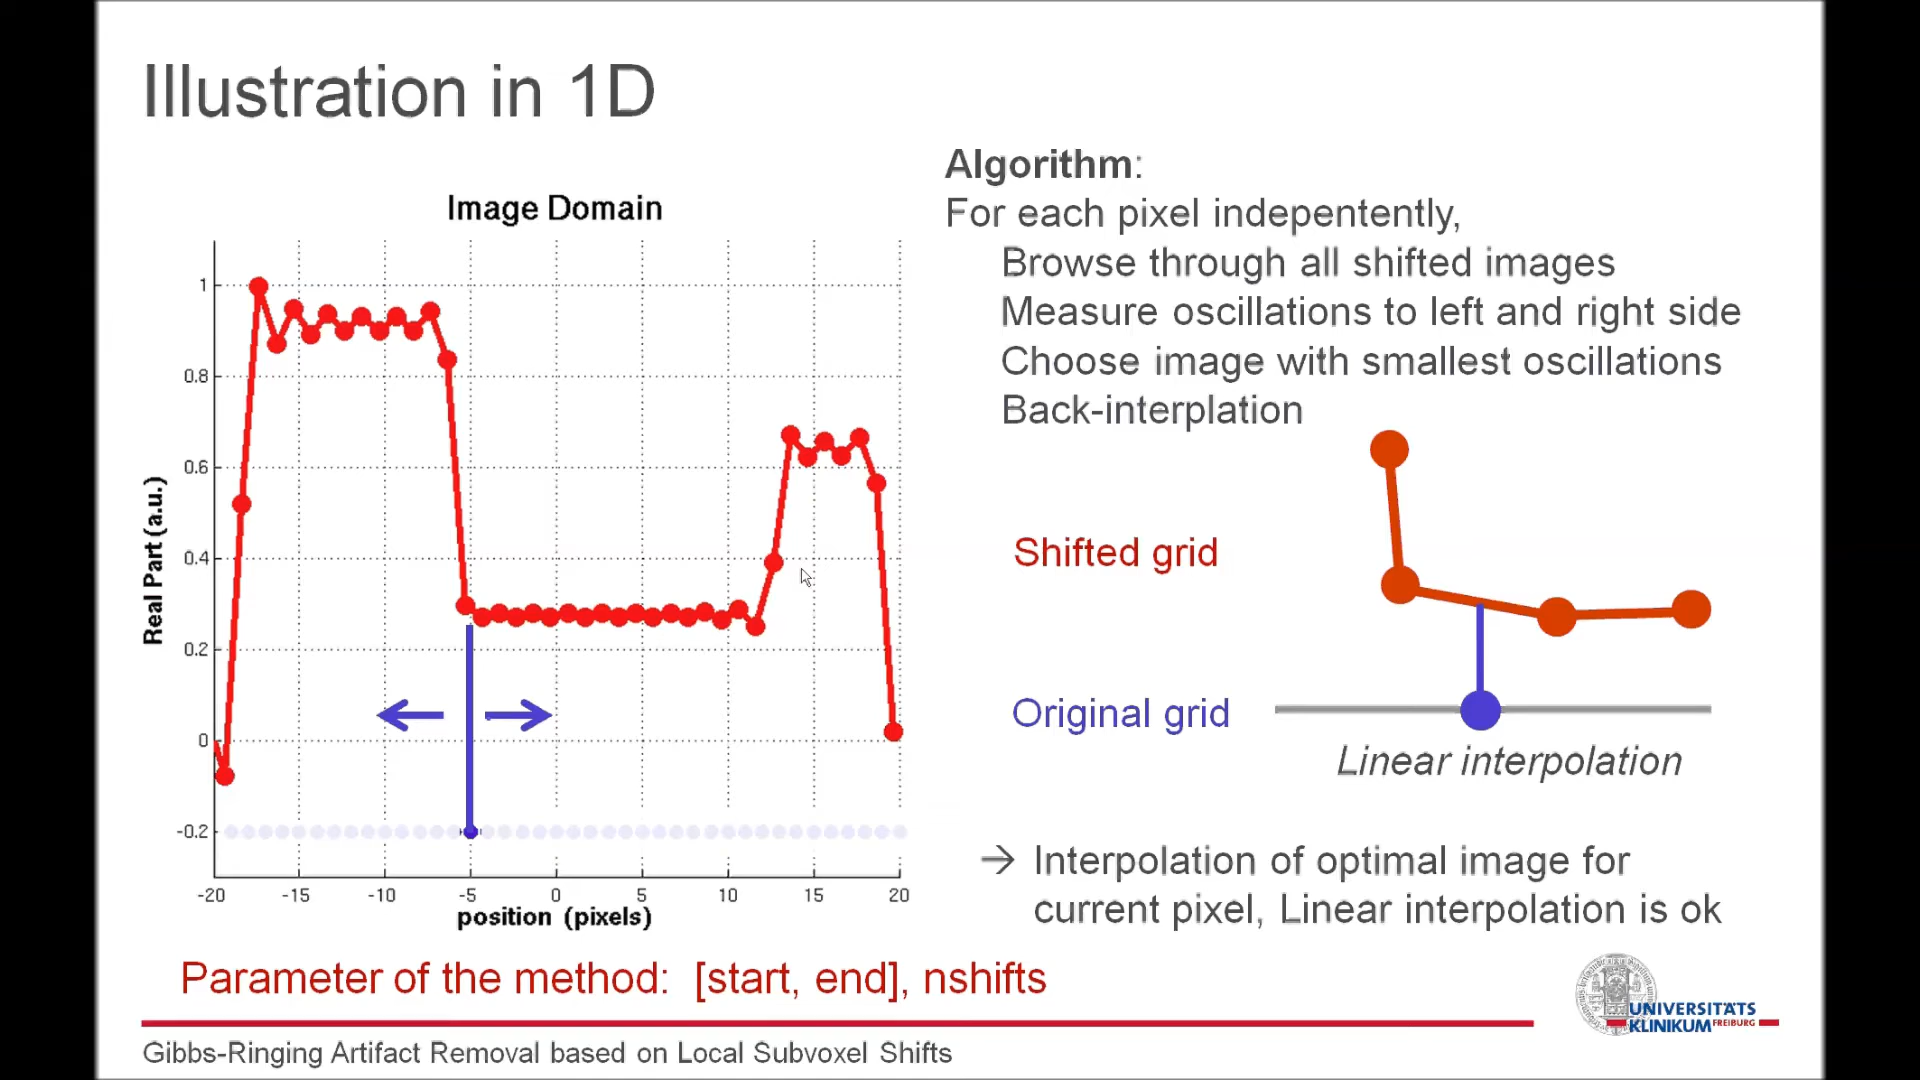 Illustration in 1D
Algorithm:
For each pixel indepentently,
Browse through all shifted images
Measure oscillations to left and right side
Choose image with smallest oscillations
Back-interplation
Image Domain
Real Part (a.u.)
1
0.8
0.6
0.4
0.2
0
-0.2
-20 -15 -10 -5 0 5 10 15 20
position (pixels)
Shifted grid
Original grid
Linear interpolation
→ Interpolation of optimal image for
current pixel, Linear interpolation is ok
Parameter of the method: [start, end], nshifts
UNIVERSITÄTS
KLINIKUM FREIBURG
Gibbs-Ringing Artifact Removal based on Local Subvoxel Shifts